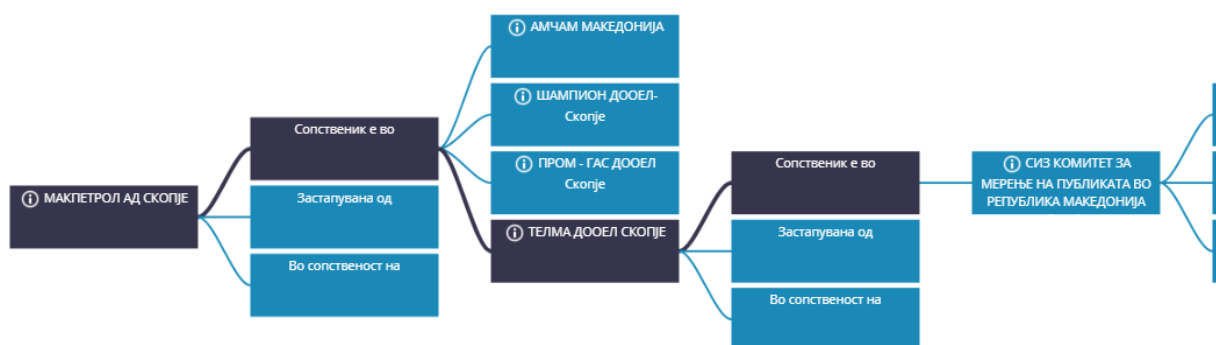 МАКПЕТРОЛ АД СКОПЈЕ
Сопственик е во
Застапувана од
Во сопственост на
АМЧАМ МАКЕДОНИЈА
ШАМПИОН ДООЕЛ-
Скопје
ПРОМ - ГАС ДООЕЛ
Скопје
ТЕЛМА ДООЕЛ СКОПЈЕ
Сопственик е во
Застапувана од
Во сопственост на
СИЗ КОМИТЕТ ЗА
МЕРЕЊЕ НА ПУБЛИКАТА ВО
РЕПУБЛИКА МАКЕДОНИЈА